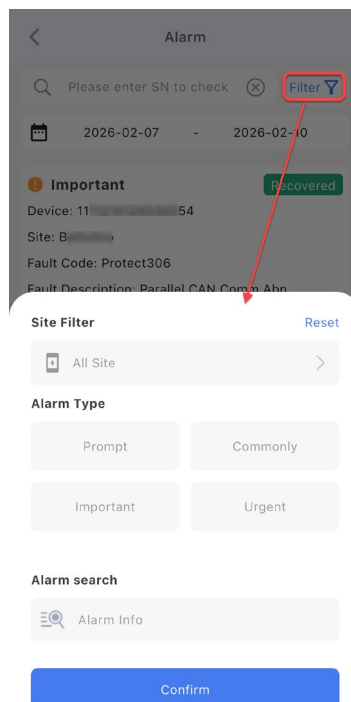 Alarm
Please enter SN to check
Filter
2026-02-07 - 2026-02-10
Important
Recovered
Device: 11 54
Site: B
Fault Code: Protect306
Fault Description: Parallel CAN Comm Abn
Site Filter
Reset
All Site
Alarm Type
Prompt
Commonly
Important
Urgent
Alarm search
Alarm Info
Confirm